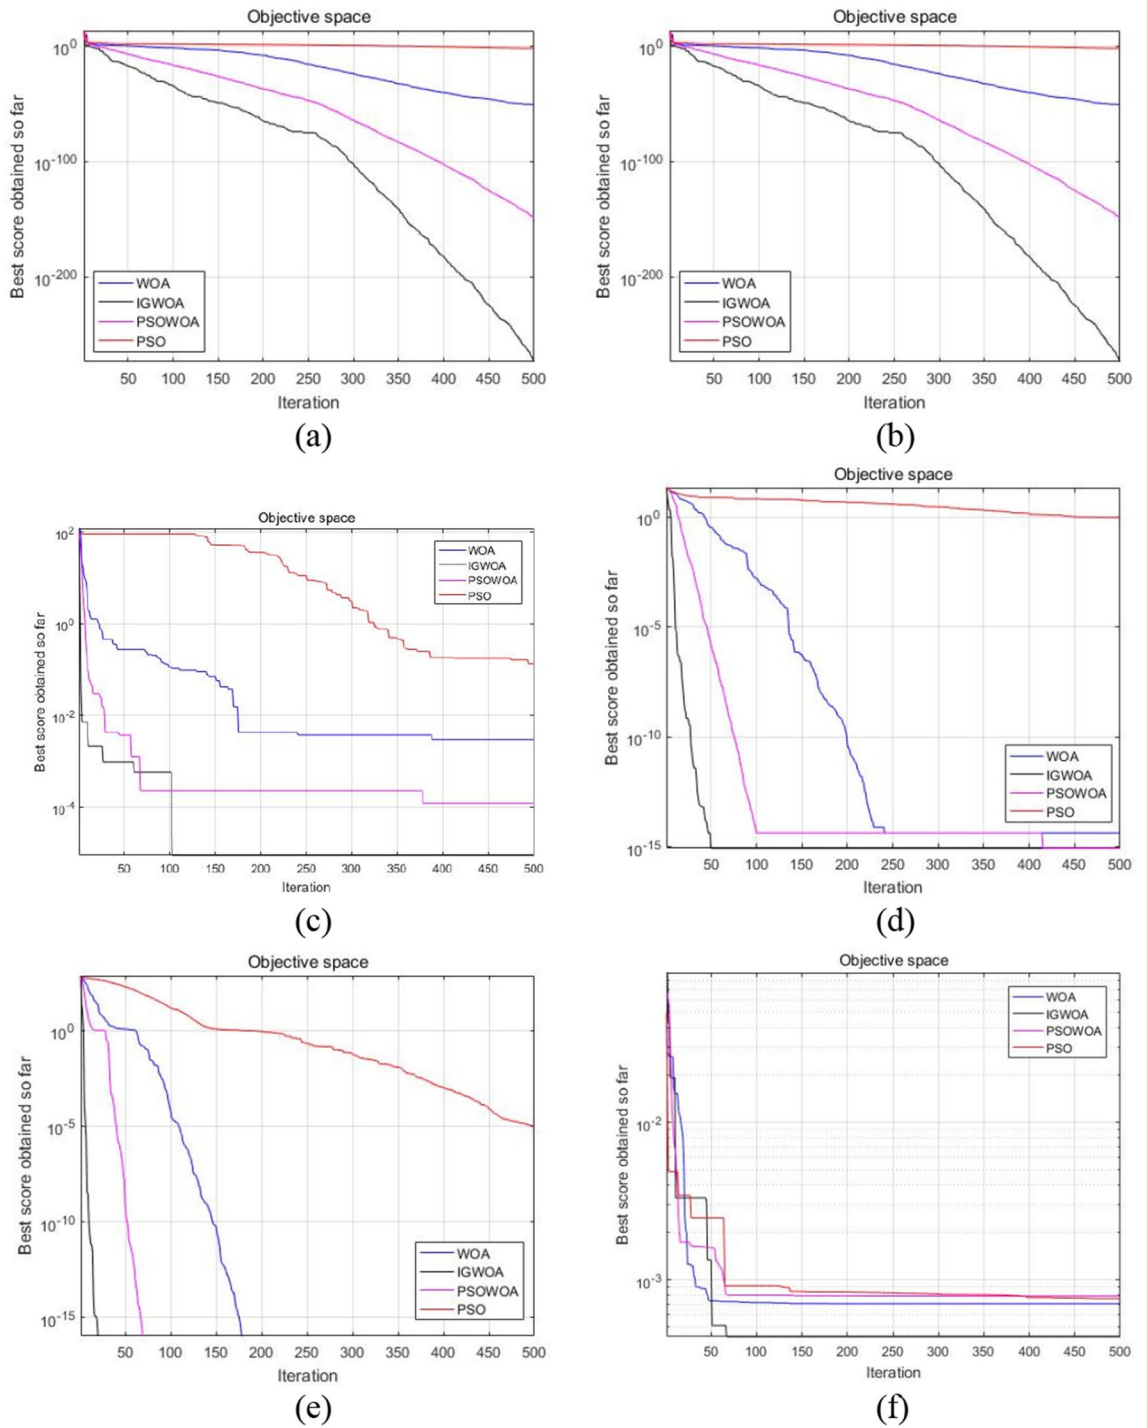 Objective space
Best score obtained so far
10^0
10^-100
10^-200
WOA
IGWOA
PSOWOA
PSO
50 100 150 200 250 300 350 400 450 500
Iteration
(a)
Objective space
Best score obtained so far
10^0
10^-100
10^-200
WOA
IGWOA
PSOWOA
PSO
50 100 150 200 250 300 350 400 450 500
Iteration
(b)
Objective space
Best score obtained so far
10^2
10^0
10^-2
10^-4
WOA
IGWOA
PSOWOA
PSO
50 100 150 200 250 300 350 400 450 500
Iteration
(c)
Objective space
Best score obtained so far
10^0
10^-5
10^-10
10^-15
WOA
IGWOA
PSOWOA
PSO
50 100 150 200 250 300 350 400 450 500
Iteration
(d)
Objective space
Best score obtained so far
10^0
10^-5
10^-10
10^-15
WOA
IGWOA
PSOWOA
PSO
50 100 150 200 250 300 350 400 450 500
Iteration
(e)
Objective space
Best score obtained so far
10^-2
10^-3
WOA
IGWOA
PSOWOA
PSO
50 100 150 200 250 300 350 400 450 500
Iteration
(f)